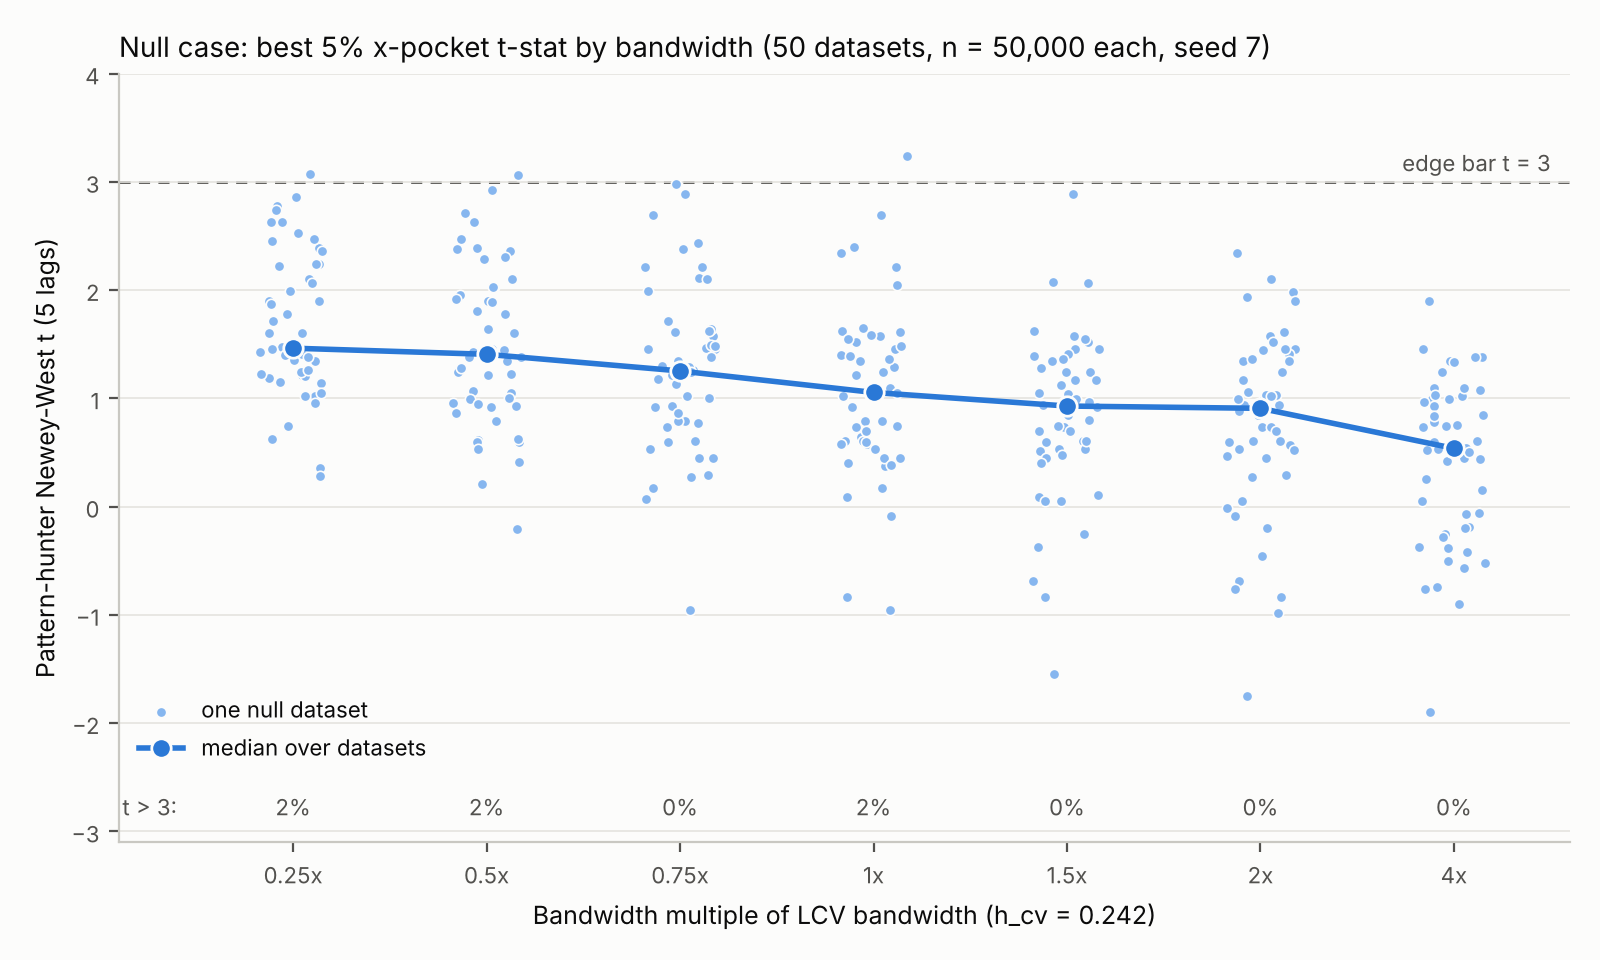 Null case: best 5% x-pocket t-stat by bandwidth (50 datasets, n = 50,000 each, seed 7)
Pattern-hunter Newey-West t (5 lags)
4
3
2
1
0
−1
−2
−3
edge bar t = 3
one null dataset
median over datasets
t > 3: 2% 2% 0% 2% 0% 0% 0%
0.25x 0.5x 0.75x 1x 1.5x 2x 4x
Bandwidth multiple of LCV bandwidth (h_cv = 0.242)